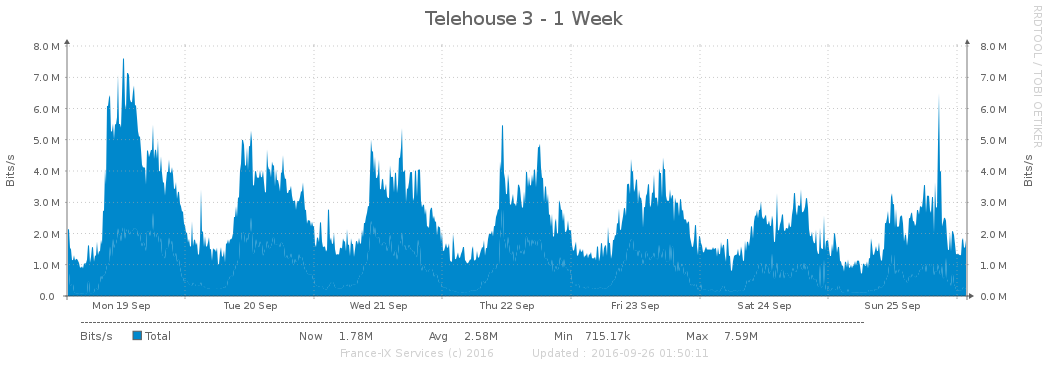 Telehouse 3 - 1 Week
RRDTOOL / TOBI OETIKER
8.0 M 8.0 M
7.0 M 7.0 M
6.0 M 6.0 M
5.0 M 5.0 M
4.0 M 4.0 M
3.0 M 3.0 M
2.0 M 2.0 M
1.0 M 1.0 M
0.0 0.0 M
Bits/s Bits/s
Mon 19 Sep Tue 20 Sep Wed 21 Sep Thu 22 Sep Fri 23 Sep Sat 24 Sep Sun 25 Sep
Bits/s Total Now 1.78M Avg 2.58M Min 715.17k Max 7.59M
France-IX Services (c) 2016 Updated : 2016-09-26 01:50:11